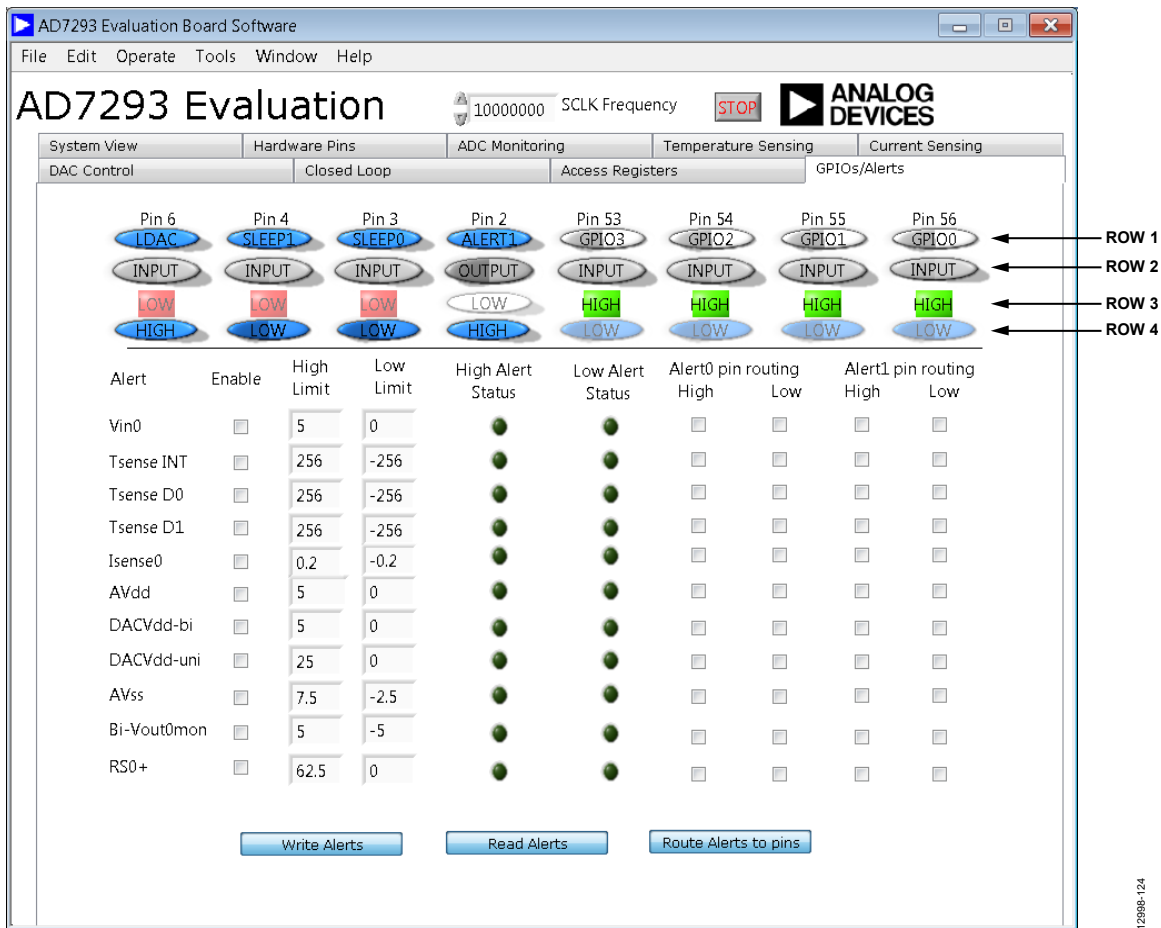 AD7293 Evaluation Board Software
File Edit Operate Tools Window Help
AD7293 Evaluation 10000000 SCLK Frequency STOP ANALOG DEVICES
System View Hardware Pins ADC Monitoring Temperature Sensing Current Sensing
DAC Control Closed Loop Access Registers GPIOs/Alerts
Pin 6 Pin 4 Pin 3 Pin 2 Pin 53 Pin 54 Pin 55 Pin 56
LDAC SLEEP1 SLEEP0 ALERT1 GPIO3 GPIO2 GPIO1 GPIO0 ROW 1
INPUT INPUT INPUT OUTPUT INPUT INPUT INPUT INPUT ROW 2
LOW LOW LOW LOW HIGH HIGH HIGH HIGH ROW 3
HIGH LOW LOW HIGH LOW LOW LOW LOW ROW 4
Alert Enable High Limit Low Limit High Alert Status Low Alert Status Alert0 pin routing High Low Alert1 pin routing High Low
Vin0 5 0
Tsense INT 256 -256
Tsense D0 256 -256
Tsense D1 256 -256
Isense0 0.2 -0.2
AVdd 5 0
DACVdd-bi 5 0
DACVdd-uni 25 0
AVss 7.5 -2.5
Bi-Vout0mon 5 -5
RS0+ 62.5 0
Write Alerts Read Alerts Route Alerts to pins
12998-124